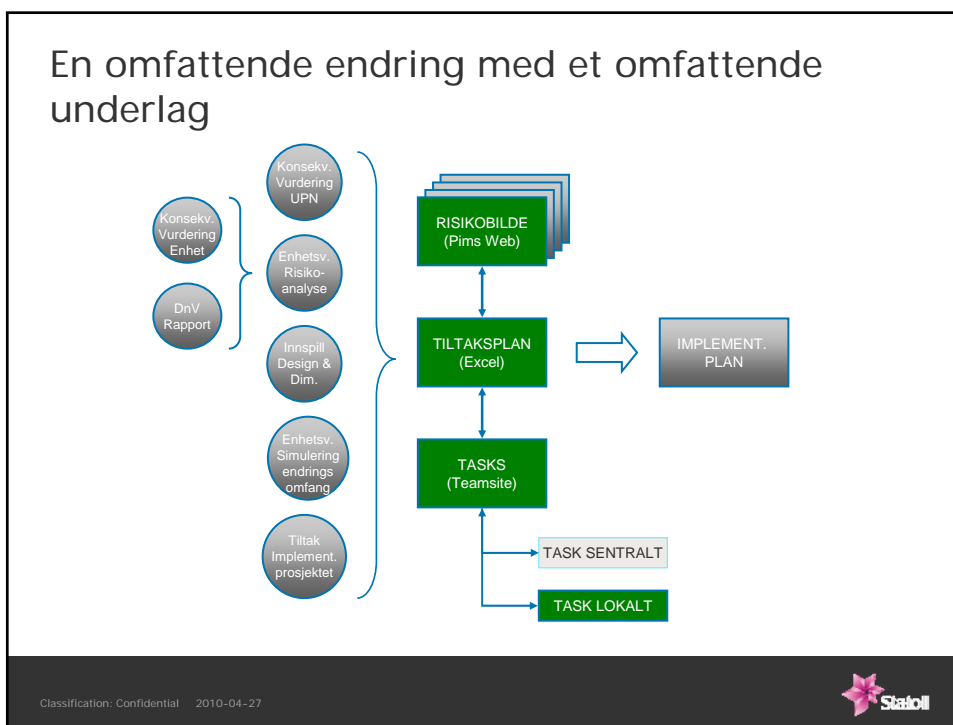 En omfattende endring med et omfattende
underlag
Konsekv.
Vurdering
Enhet
DnV
Rapport
Konsekv.
Vurdering
UPN
Enhetsv.
Risiko-
analyse
Innspill
Design &
Dim.
Enhetsv.
Simulering
endrings
omfang
Tiltak
Implement.
prosjektet
RISIKOBILDE
(Pims Web)
TILTAKSPLAN
(Excel)
TASKS
(Teamsite)
TASK SENTRALT
TASK LOKALT
IMPLEMENT.
PLAN
Classification: Confidential 2010-04-27
Statoil